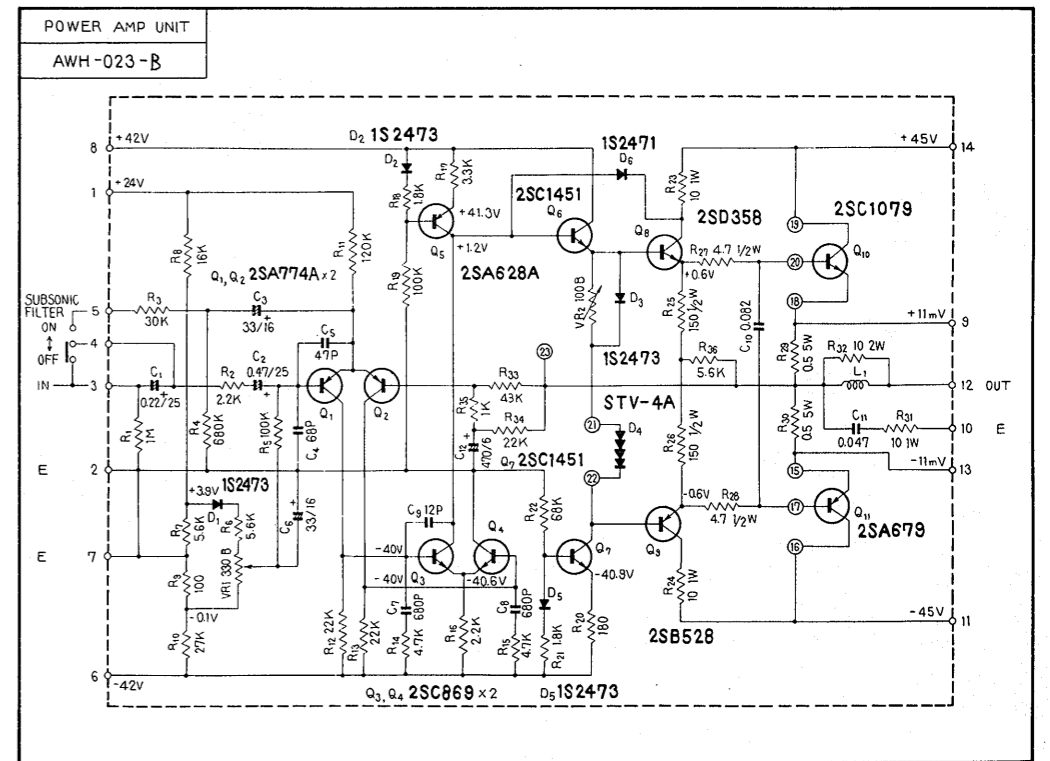 POWER AMP UNIT
AWH-023-B
8
+42V
D2 1S2473
1S2471
+45V
14
D2
R17
3.3K
D6
R23
10 1W
1
+24V
R18
1.8K
2SC1451
Q6
2SD358
19
2SC1079
R8
16K
R11
120K
+41.3V
Q5
+1.2V
Q8
R27 4.7 1/2W
20
Q10
Q1, Q2 2SA774A×2
R19
100K
2SA628A
+0.6V
SUBSONIC
FILTER
ON
↕
OFF
5
R3
30K
C3
33/16
VR2 100B
D3
R25
150 1/2W
C10 0.082
18
+11mV
9
4
C5
47P
1S2473
R36
5.6K
R29
0.5 5W
R32 10 2W
L1
23
IN
3
C1
0.22/25
R2
2.2K
C2
0.47/25
Q1
Q2
R33
43K
STV-4A
12 OUT
R1
1M
R4
680K
R5 100K
C4
68P
R35
1K
R34
22K
21
D4
R26
150 1/2W
R30
0.5 5W
C11
0.047
R31
10 1W
10 E
C12
470/6
Q7 2SC1451
22
15
-11mV
13
E
2
+3.9V
1S2473
D1
C6
33/16
-0.6V
R28
4.7 1/2W
17
Q11
2SA679
R7
5.6K
R6
5.6K
C9 12P
Q4
R22
68K
Q7
Q9
E
7
-40V
Q3
-40V
-40.6V
-40.9V
16
R9
100
VR1 330B
-0.1V
C7
680P
C8
680P
D5
R24
10 1W
R10
27K
R12 22K
R13
22K
R14
4.7K
R16
2.2K
R15
4.7K
R21 1.8K
R20
180
2SB528
-45V
11
6
-42V
Q3, Q4 2SC869×2
D5 1S2473